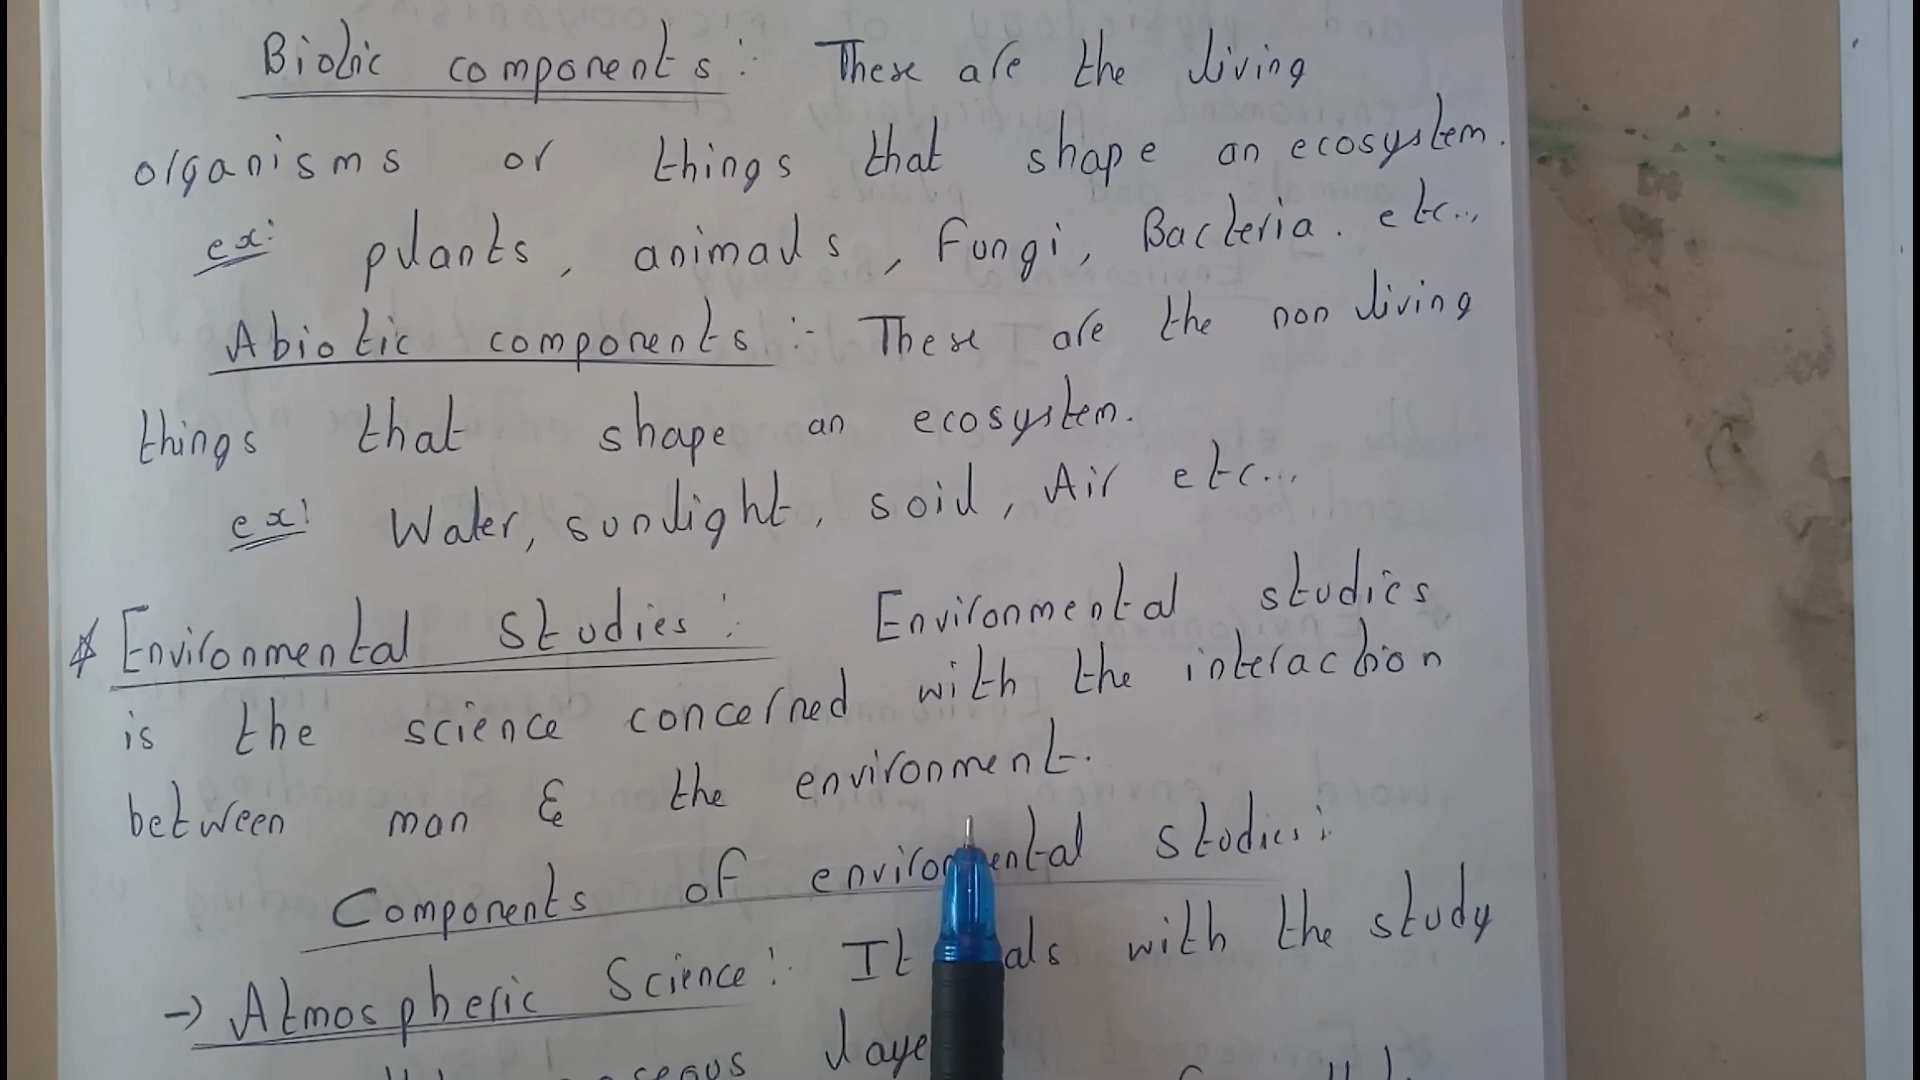 Biotic components :- These are the living
organisms or things that shape an ecosystem.
ex: plants, animals, Fungi, Bacteria. etc..,
Abiotic components :- These are the non living
things that shape an ecosystem.
ex: Water, sunlight, soil, Air etc...
* Environmental Studies : Environmental studies
is the science concerned with the interaction
between man & the environment.
Components of studies :
→ Atmospheric Science :- It with the study